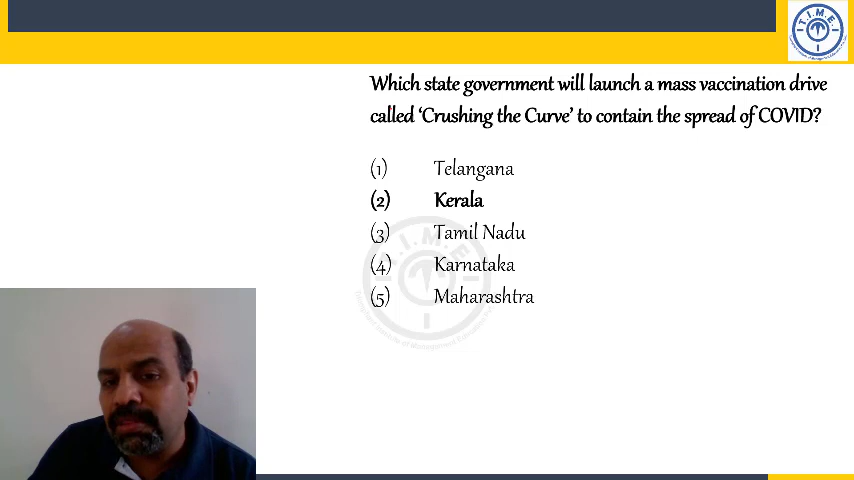 T.I.M.E.
Which state government will launch a mass vaccination drive
called ‘Crushing the Curve’ to contain the spread of COVID?
(1) Telangana
(2) Kerala
(3) Tamil Nadu
(4) Karnataka
(5) Maharashtra
T.I.M.E.